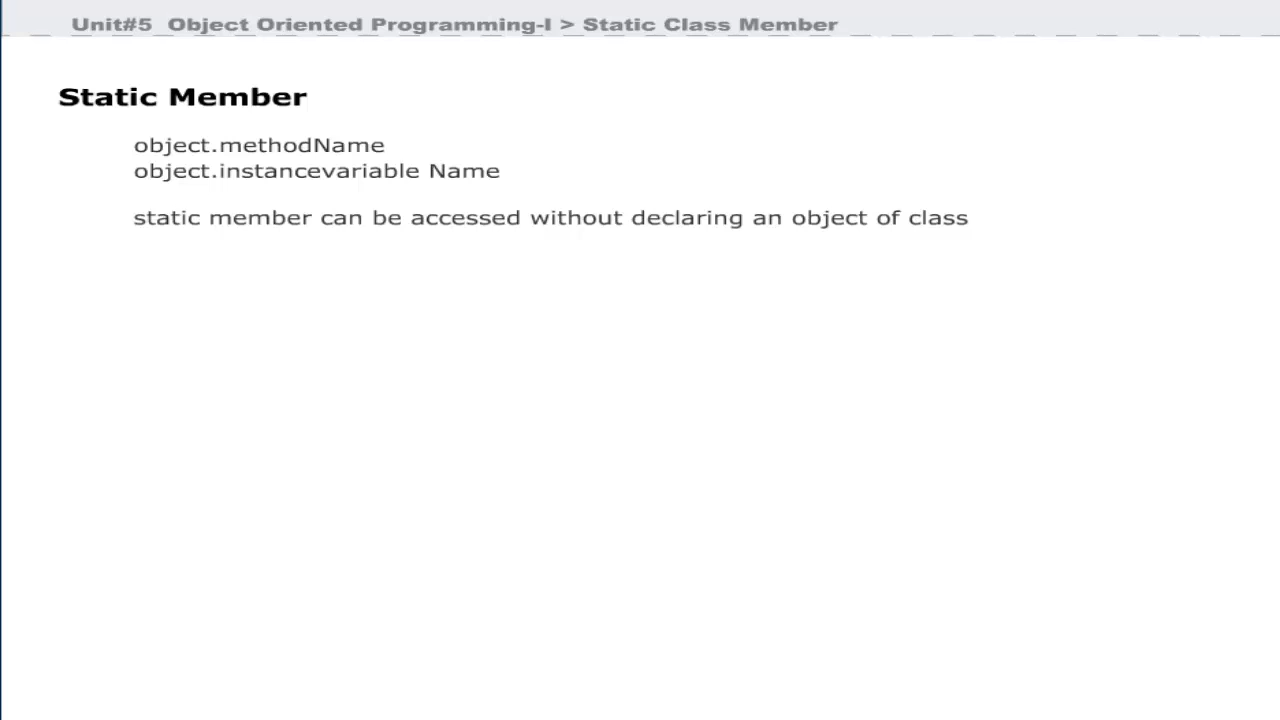 Unit#5 Object Oriented Programming-I > Static Class Member
Static Member
object.methodName
object.instancevariable Name
static member can be accessed without declaring an object of class